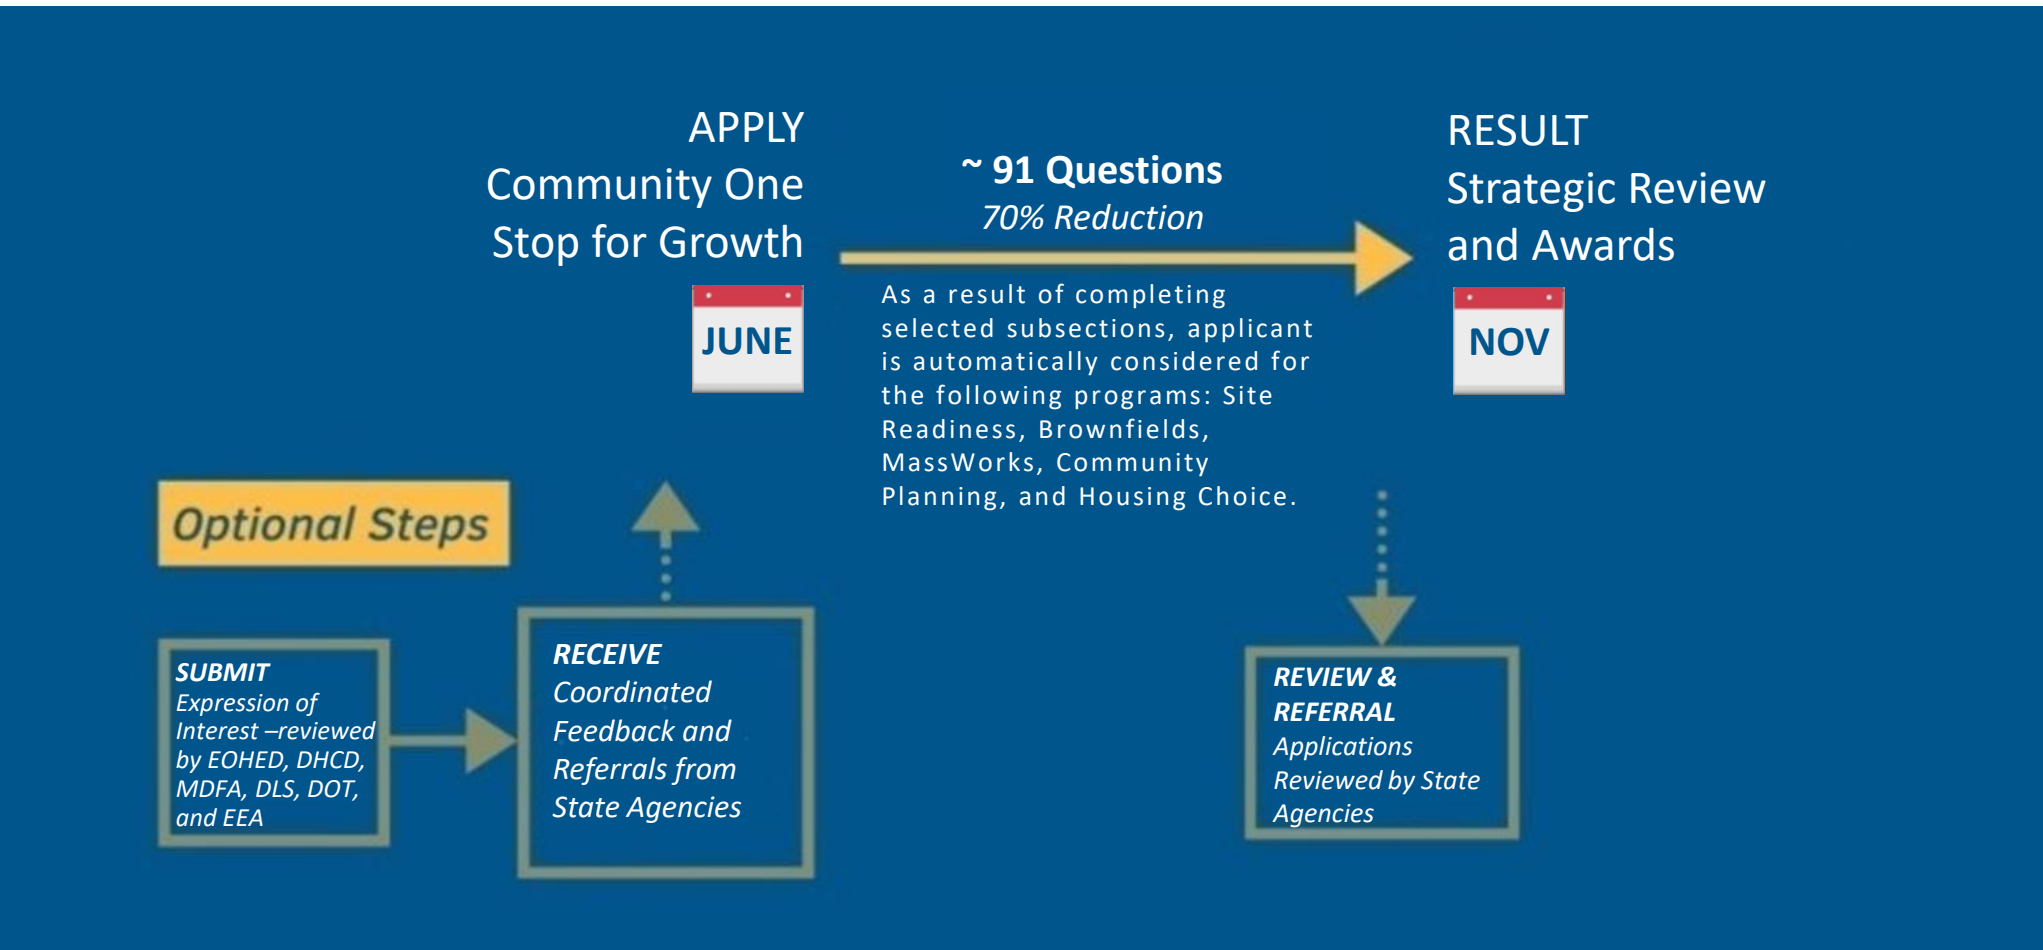 APPLY
Community One
Stop for Growth
JUNE
~ 91 Questions
70% Reduction
As a result of completing
selected subsections, applicant
is automatically considered for
the following programs: Site
Readiness, Brownfields,
MassWorks, Community
Planning, and Housing Choice.
RESULT
Strategic Review
and Awards
NOV
Optional Steps
SUBMIT
Expression of
Interest –reviewed
by EOHED, DHCD,
MDFA, DLS, DOT,
and EEA
RECEIVE
Coordinated
Feedback and
Referrals from
State Agencies
REVIEW &
REFERRAL
Applications
Reviewed by State
Agencies